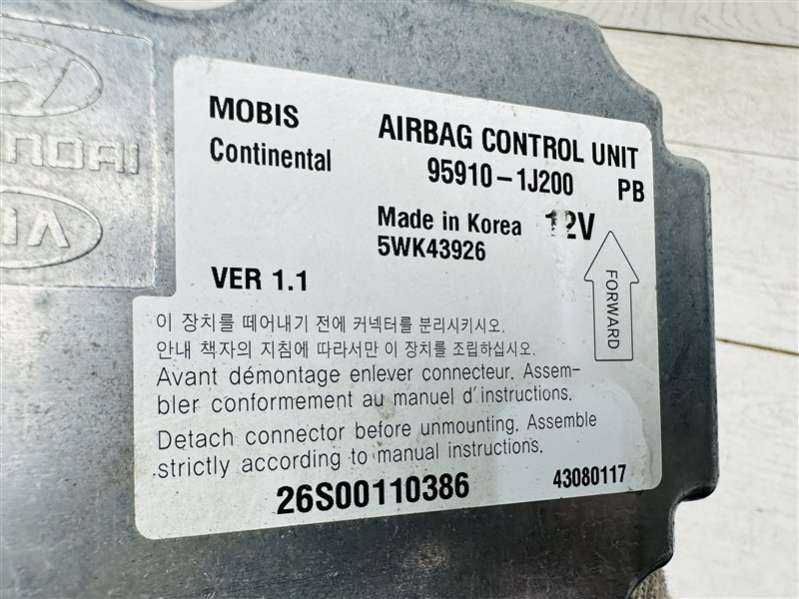 MOBIS
Continental
AIRBAG CONTROL UNIT
95910-1J200 PB
Made in Korea 12V
5WK43926
VER 1.1
FORWARD
이 장치를 떼어내기 전에 커넥터를 분리시키시오.
안내 책자의 지침에 따라서만 이 장치를 조립하십시오.
Avant démontage enlever connecteur. Assem-
bler conformement au manuel d'instructions.
Detach connector before unmounting. Assemble
strictly according to manual instructions.
26S00110386
43080117